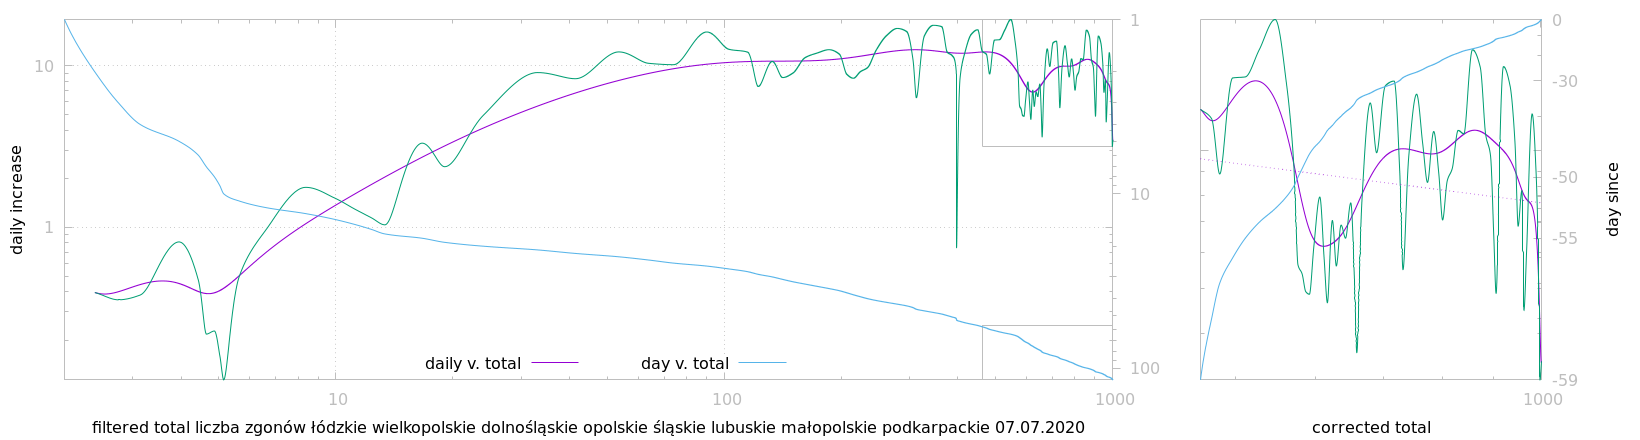 10
1
daily increase
daily v. total
day v. total
10
100
1000
1
10
100
filtered total liczba zgonów łódzkie wielkopolskie dolnośląskie opolskie śląskie lubuskie małopolskie podkarpackie 07.07.2020
0
-30
-50
-55
-59
day since
1000
corrected total